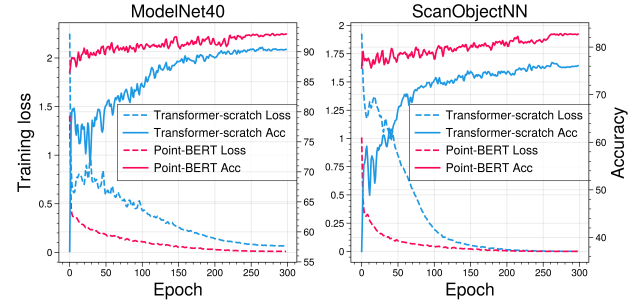 ModelNet40
ScanObjectNN
Training loss
2
1.5
1
0.5
0
90
85
80
75
70
65
60
55
Transformer-scratch Loss
Transformer-scratch Acc
Point-BERT Loss
Point-BERT Acc
0 50 100 150 200 250 300
Epoch
2
1.75
1.5
1.25
1
0.75
0.5
0.25
0
80
70
60
50
40
Accuracy
Transformer-scratch Loss
Transformer-scratch Acc
Point-BERT Loss
Point-BERT Acc
0 50 100 150 200 250 300
Epoch